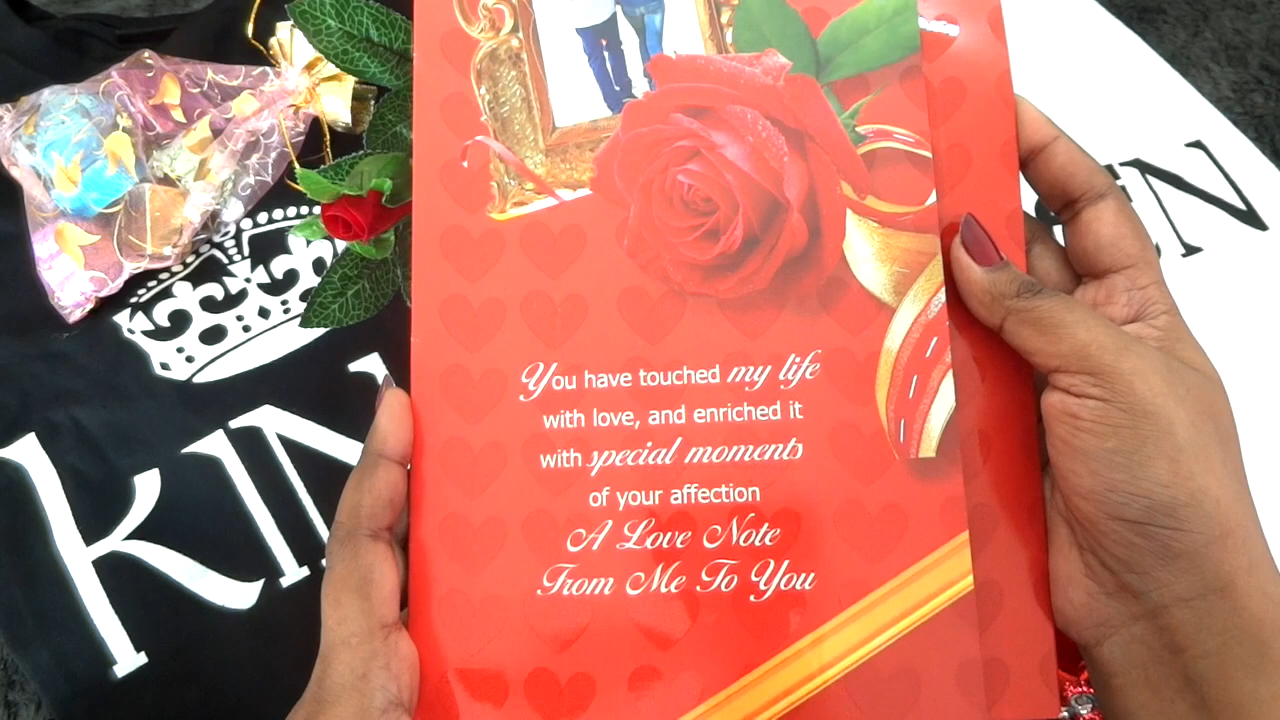 You have touched my life
with love, and enriched it
with special moments
of your affection
A Love Note
From Me To You